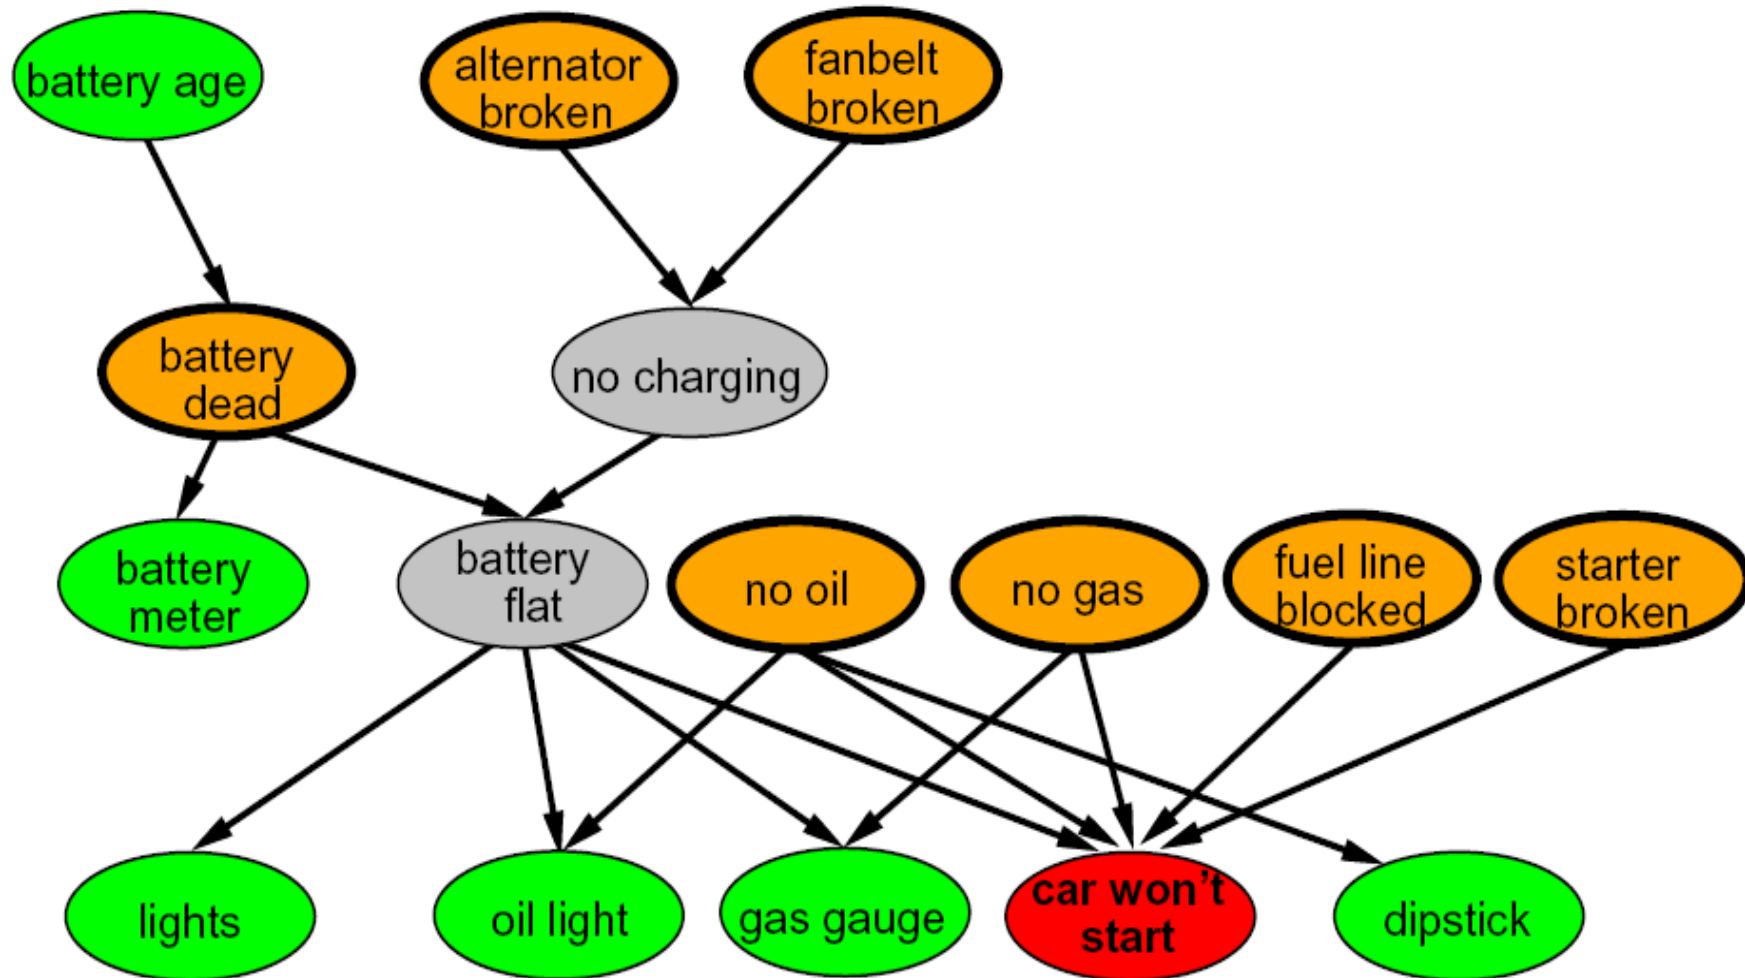 battery age
alternator
broken
fanbelt
broken
battery
dead
no charging
battery
meter
battery
flat
no oil
no gas
fuel line
blocked
starter
broken
lights
oil light
gas gauge
car won't
start
dipstick